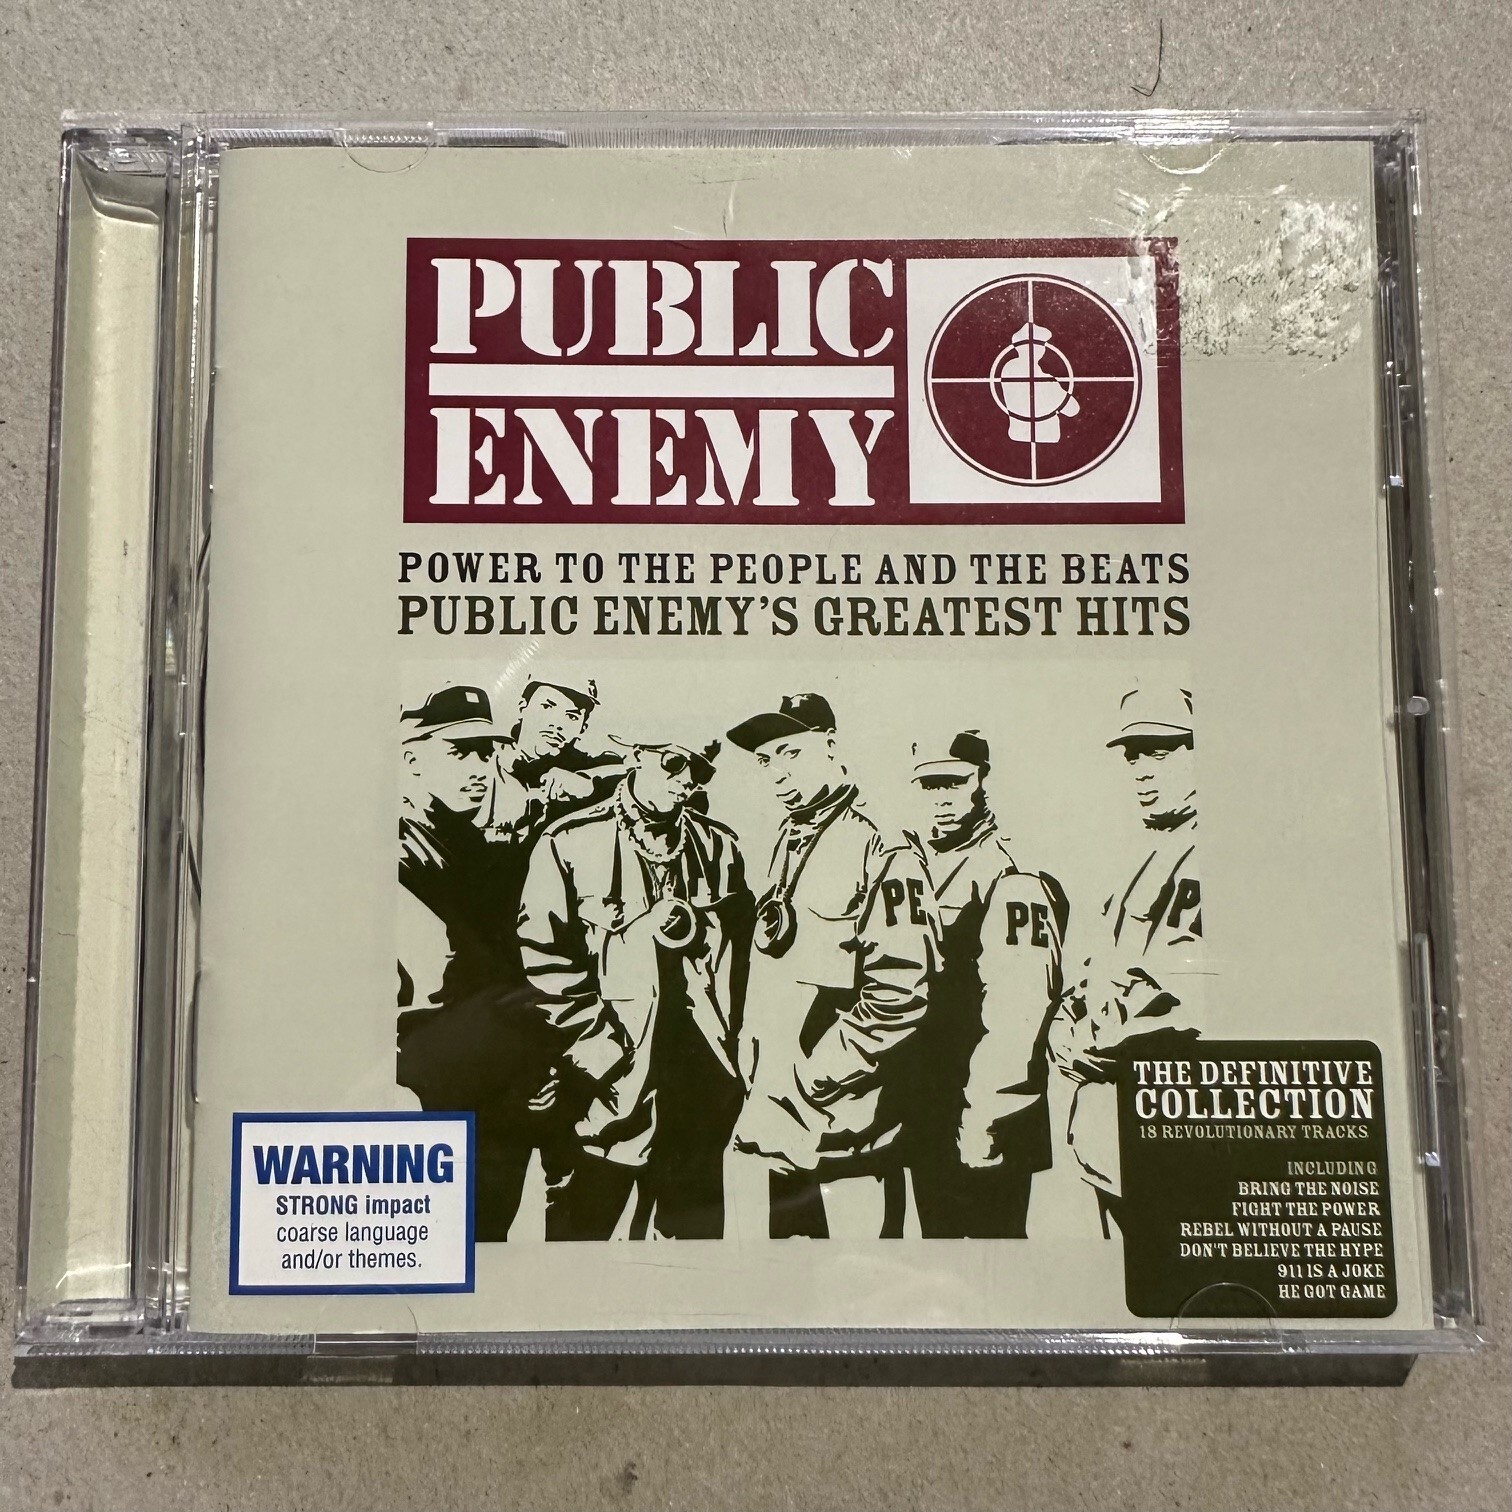 PUBLIC
ENEMY
POWER TO THE PEOPLE AND THE BEATS
PUBLIC ENEMY'S GREATEST HITS
PE
PE
P
THE DEFINITIVE
COLLECTION
18 REVOLUTIONARY TRACKS
INCLUDING
BRING THE NOISE
FIGHT THE POWER
REBEL WITHOUT A PAUSE
DON'T BELIEVE THE HYPE
911 IS A JOKE
HE GOT GAME
WARNING
STRONG impact
coarse language
and/or themes.